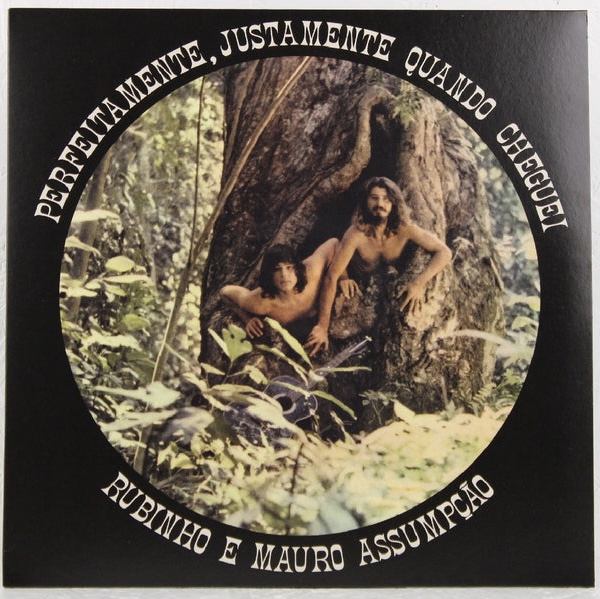 PERFEITAMENTE, JUSTAMENTE QUANDO CHEGUEI
RUBINHO E MAURO ASSUMPÇÃO